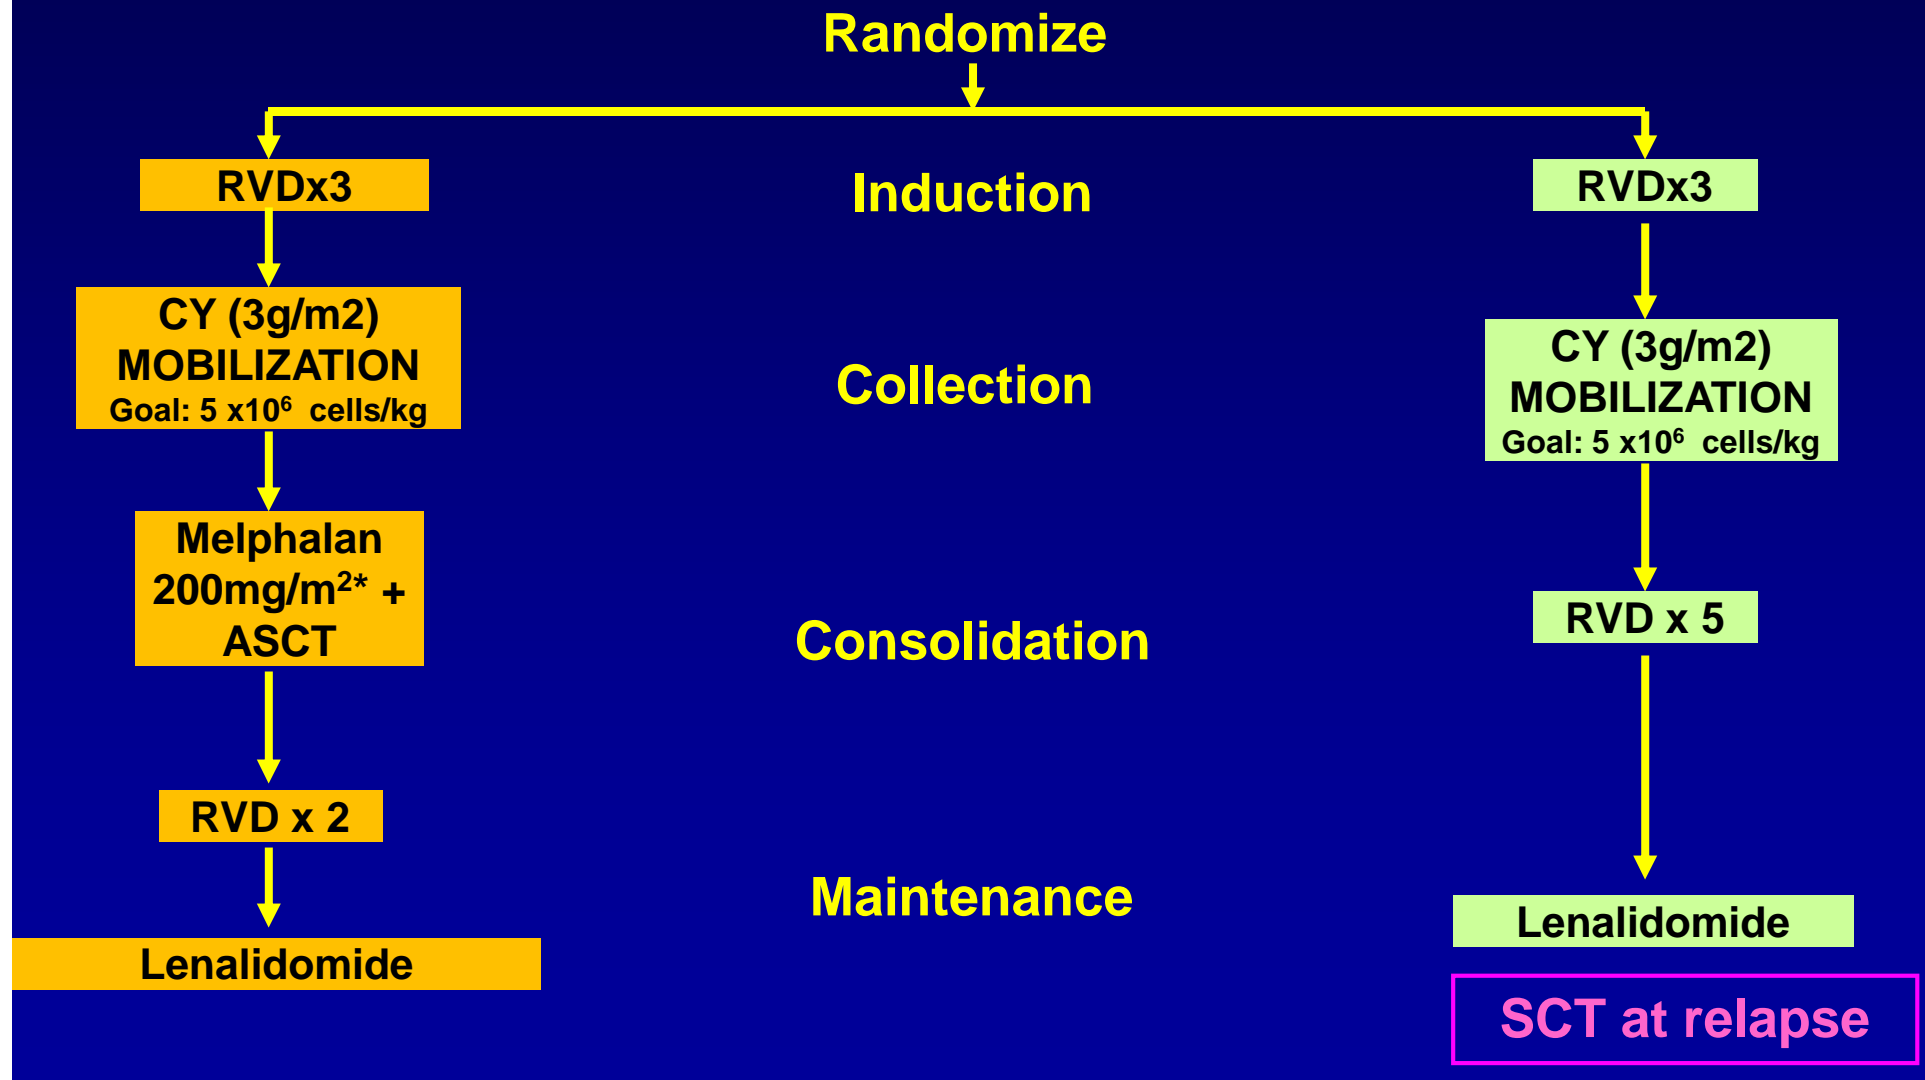 Randomize
RVDx3
Induction
RVDx3
CY (3g/m2)
MOBILIZATION
Goal: 5 x10⁶ cells/kg
Collection
CY (3g/m2)
MOBILIZATION
Goal: 5 x10⁶ cells/kg
Melphalan
200mg/m²* +
ASCT
Consolidation
RVD x 5
RVD x 2
Maintenance
Lenalidomide
Lenalidomide
SCT at relapse